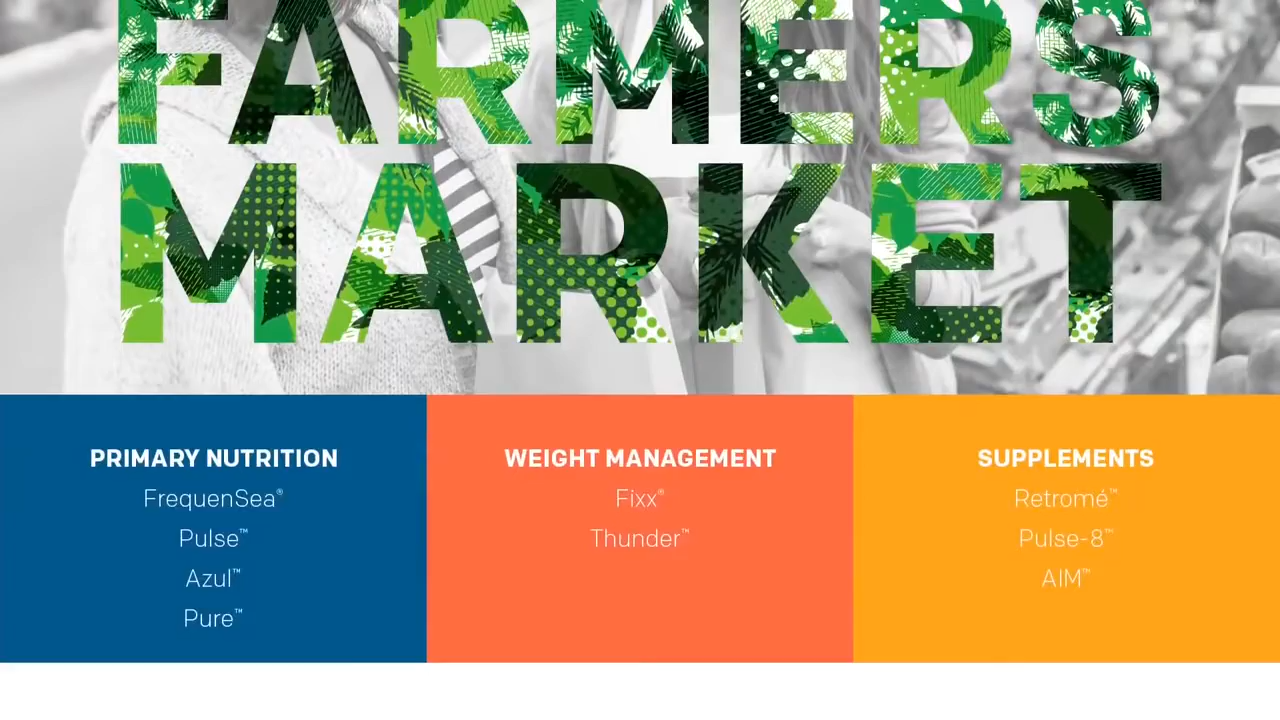 FARMERS
MARKET
PRIMARY NUTRITION
FrequenSea®
Pulse™
Azul™
Pure™
WEIGHT MANAGEMENT
Fixx®
Thunder™
SUPPLEMENTS
Retromé™
Pulse-8™
AIM™